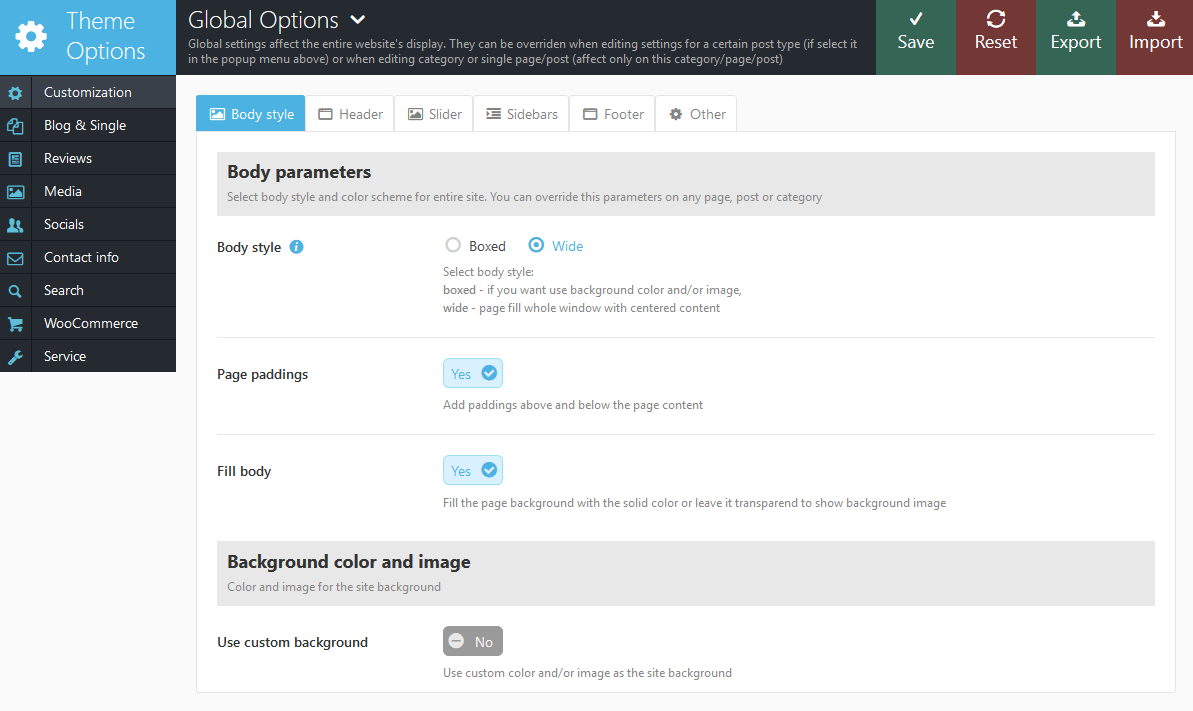 Theme
Options
Global Options
Global settings affect the entire website's display. They can be overriden when editing settings for a certain post type (if select it
in the popup menu above) or when editing category or single page/post (affect only on this category/page/post)
Save
Reset
Export
Import
Customization
Blog & Single
Reviews
Media
Socials
Contact info
Search
WooCommerce
Service
Body style
Header
Slider
Sidebars
Footer
Other
Body parameters
Select body style and color scheme for entire site. You can override this parameters on any page, post or category
Body style
Boxed
Wide
Select body style:
boxed - if you want use background color and/or image,
wide - page fill whole window with centered content
Page paddings
Yes
Add paddings above and below the page content
Fill body
Yes
Fill the page background with the solid color or leave it transparend to show background image
Background color and image
Color and image for the site background
Use custom background
No
Use custom color and/or image as the site background